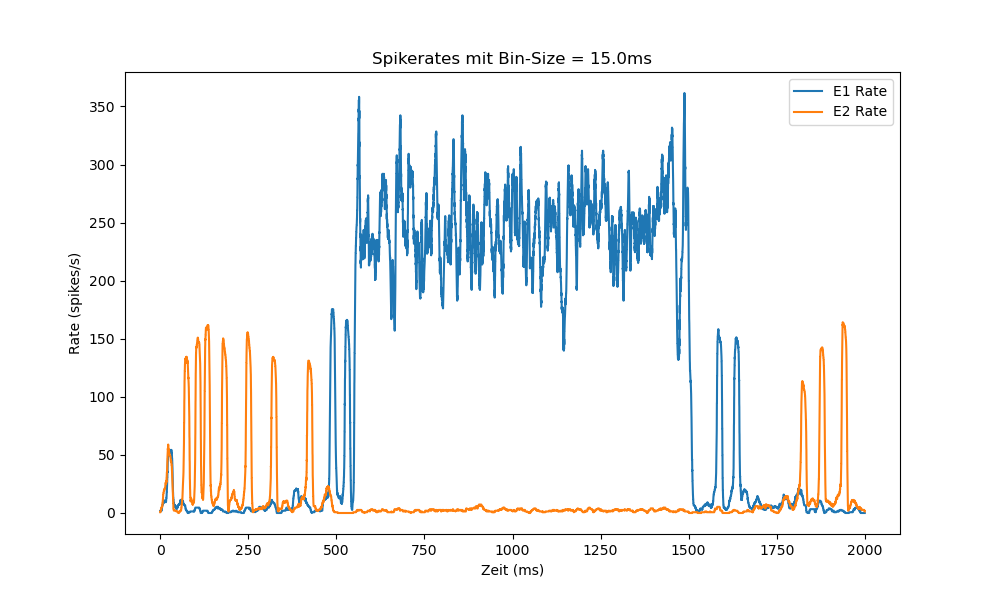 Spikerates mit Bin-Size = 15.0ms
E1 Rate
E2 Rate
350
300
250
200
150
100
50
0
Rate (spikes/s)
0 250 500 750 1000 1250 1500 1750 2000
Zeit (ms)